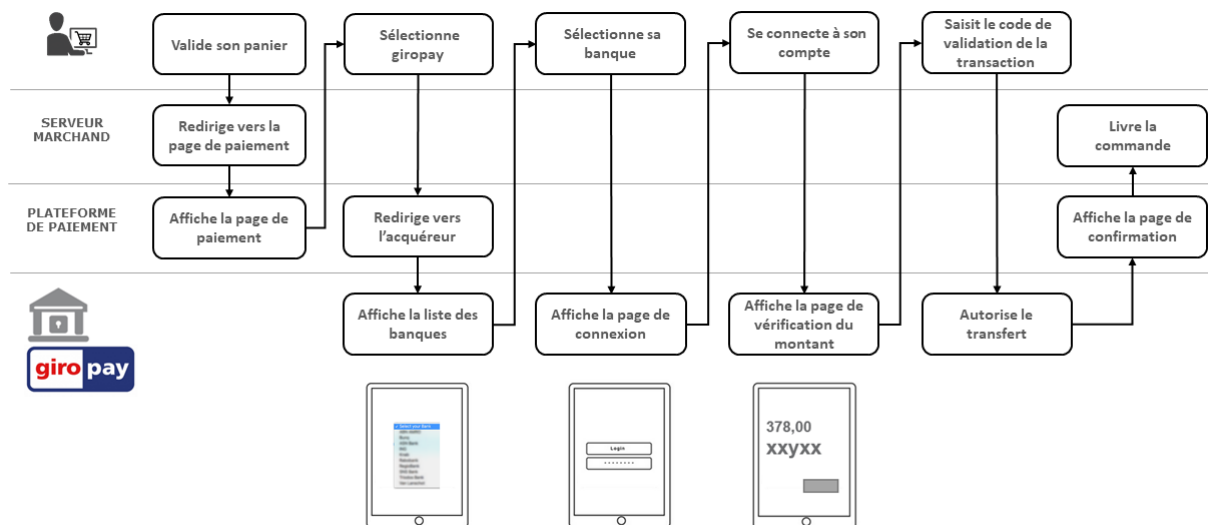 Valide son panier
Sélectionne
giropay
Sélectionne sa
banque
Se connecte à son
compte
Saisit le code de
validation de la
transaction
SERVEUR
MARCHAND
Redirige vers la
page de paiement
Livre la
commande
PLATEFORME
DE PAIEMENT
Affiche la page de
paiement
Redirige vers
l'acquéreur
Affiche la page de
confirmation
Affiche la liste des
banques
Affiche la page de
connexion
Affiche la page de
vérification du
montant
Autorise le
transfert
giro pay
Select your Bank
Login
378,00
xxyxx